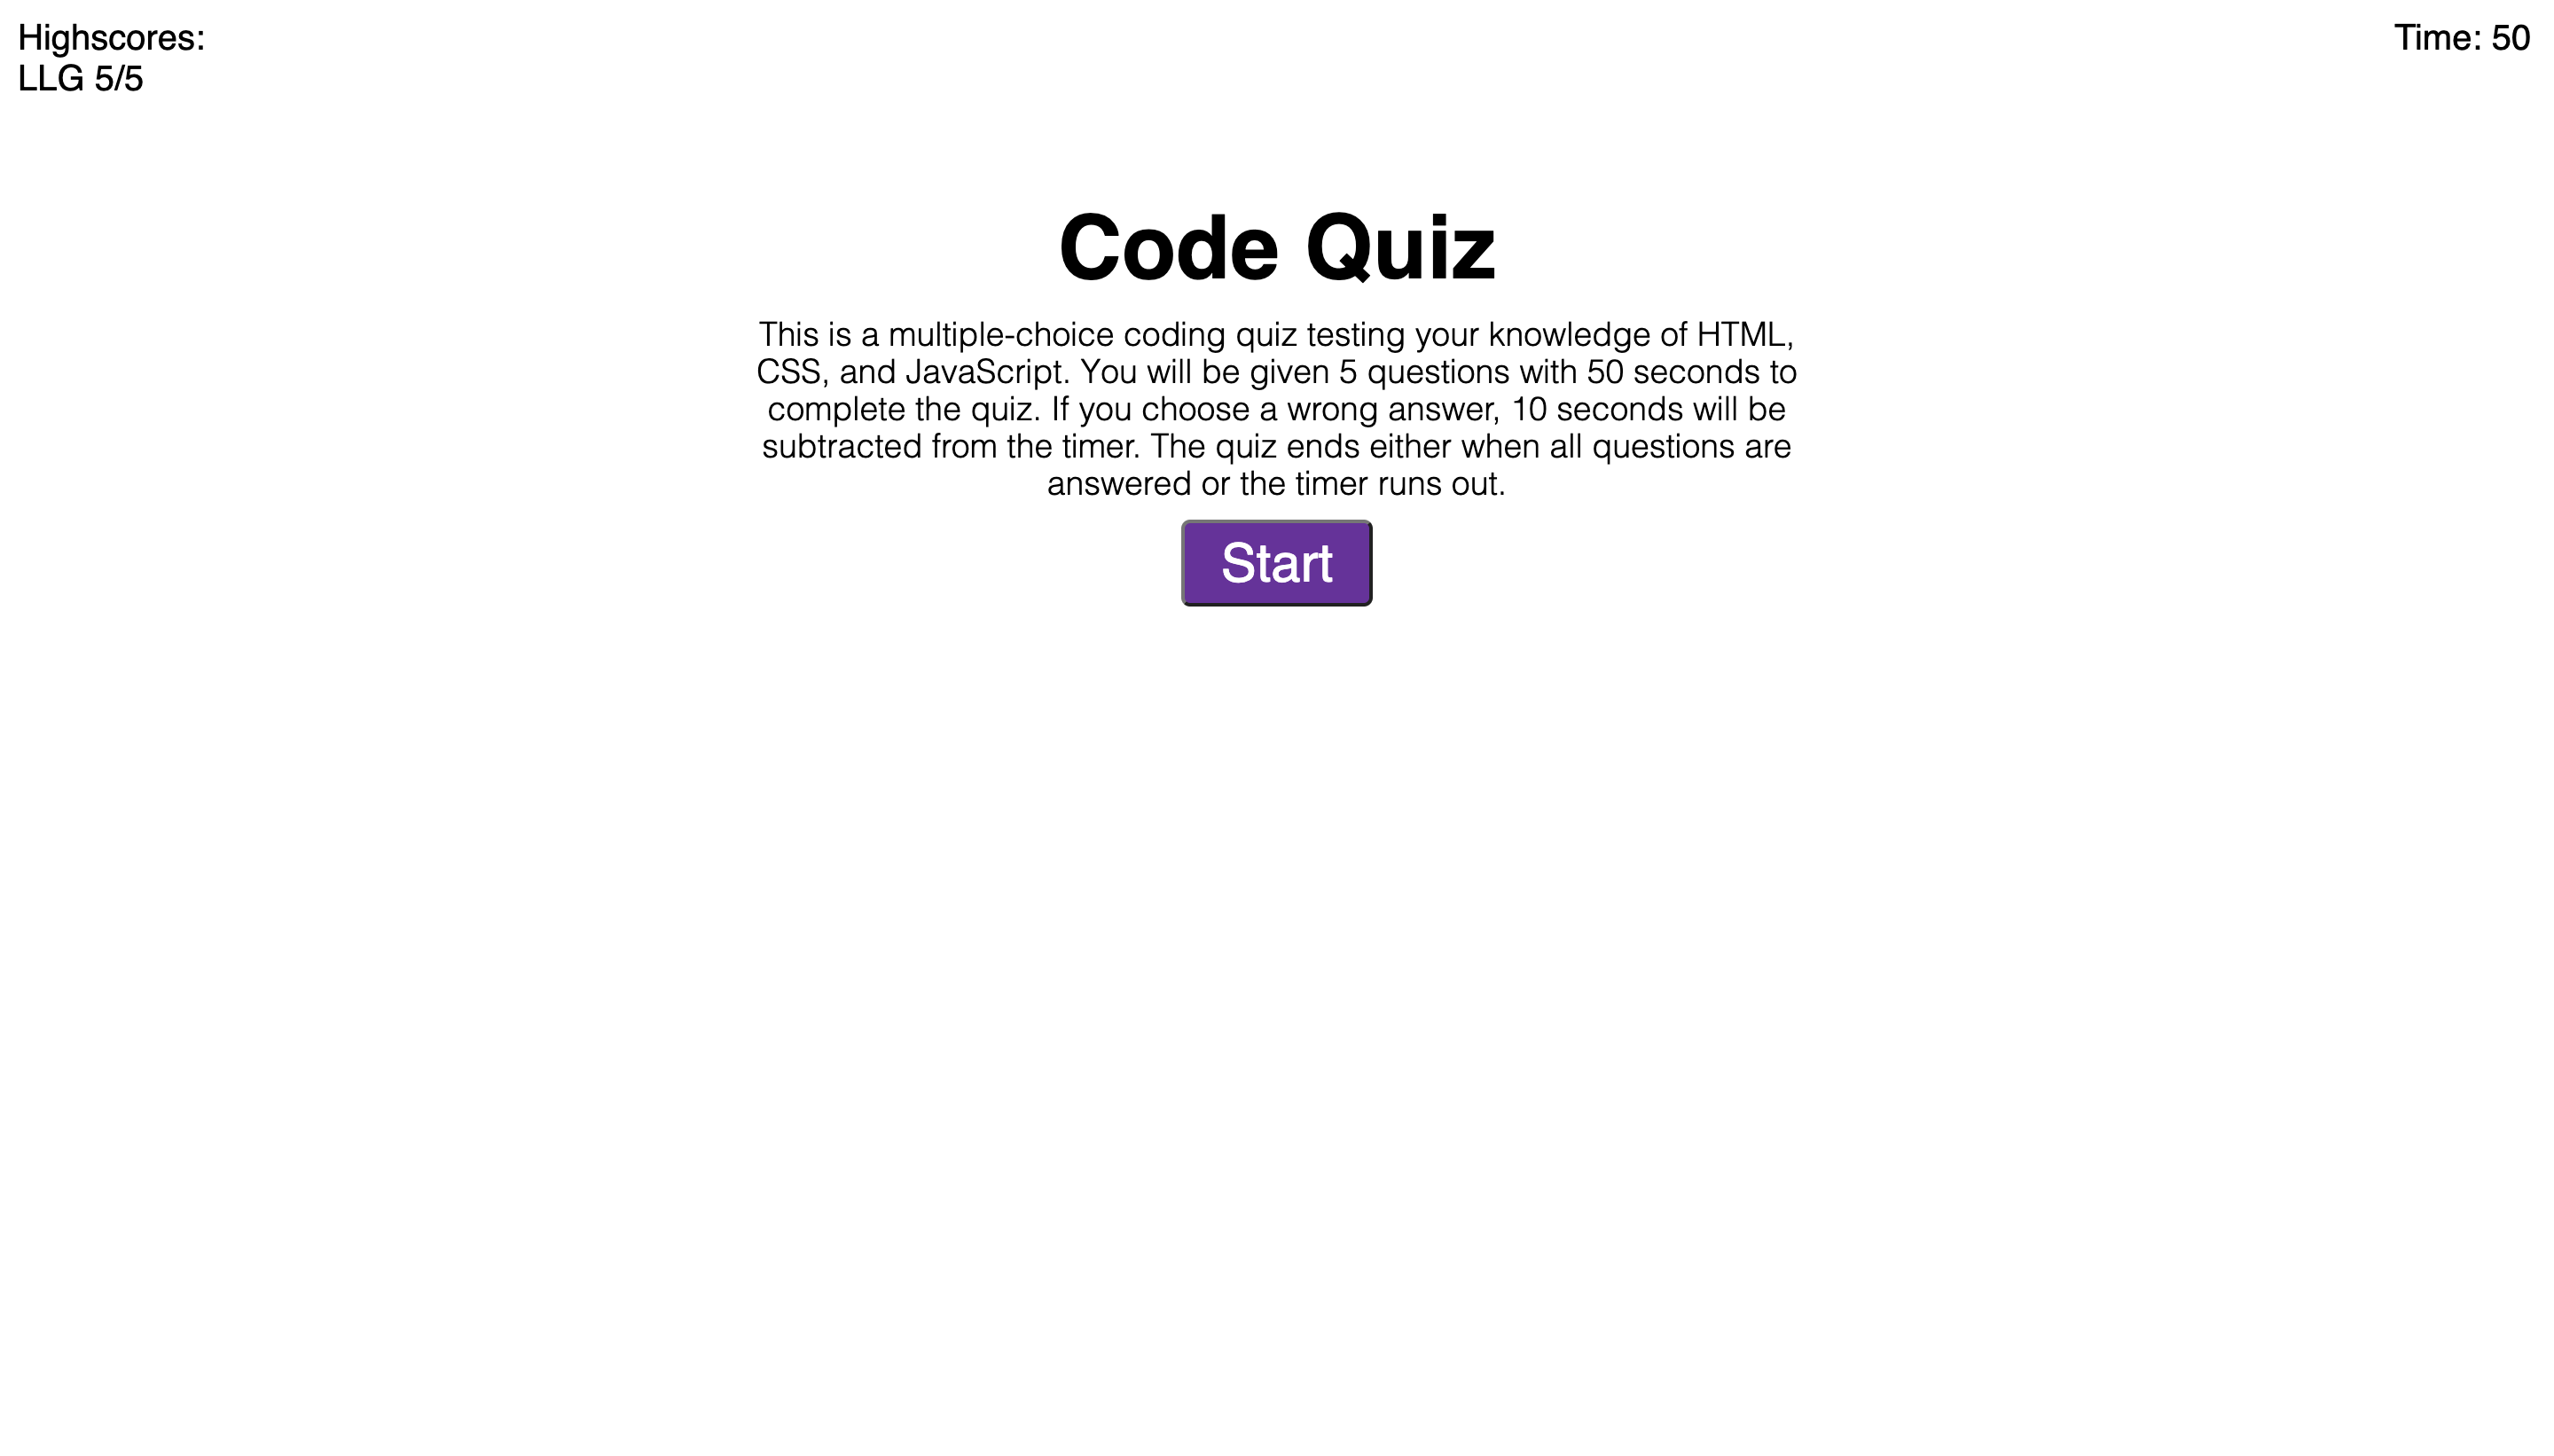 Highscores:
LLG 5/5
Time: 50
Code Quiz
This is a multiple-choice coding quiz testing your knowledge of HTML,
CSS, and JavaScript. You will be given 5 questions with 50 seconds to
complete the quiz. If you choose a wrong answer, 10 seconds will be
subtracted from the timer. The quiz ends either when all questions are
answered or the timer runs out.
Start